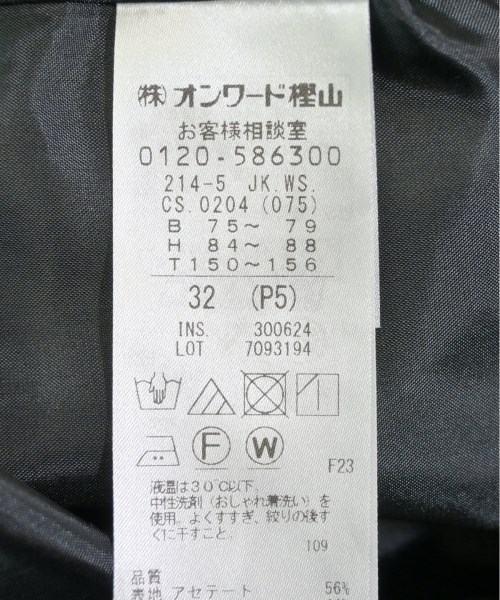 (株)オンワード樫山
お客様相談室
0120-586300
214-5 JK.WS.
CS.0204(075)
B 75〜 79
H 84〜 88
T150〜156
32 (P5)
INS. 300624
LOT 7093194
F W
F23
液温は30℃以下、
中性洗剤(おしゃれ着洗い)を
使用。よくすすぎ、絞りの後す
ぐに干すこと。
109
品質
表地 アセテート 56%